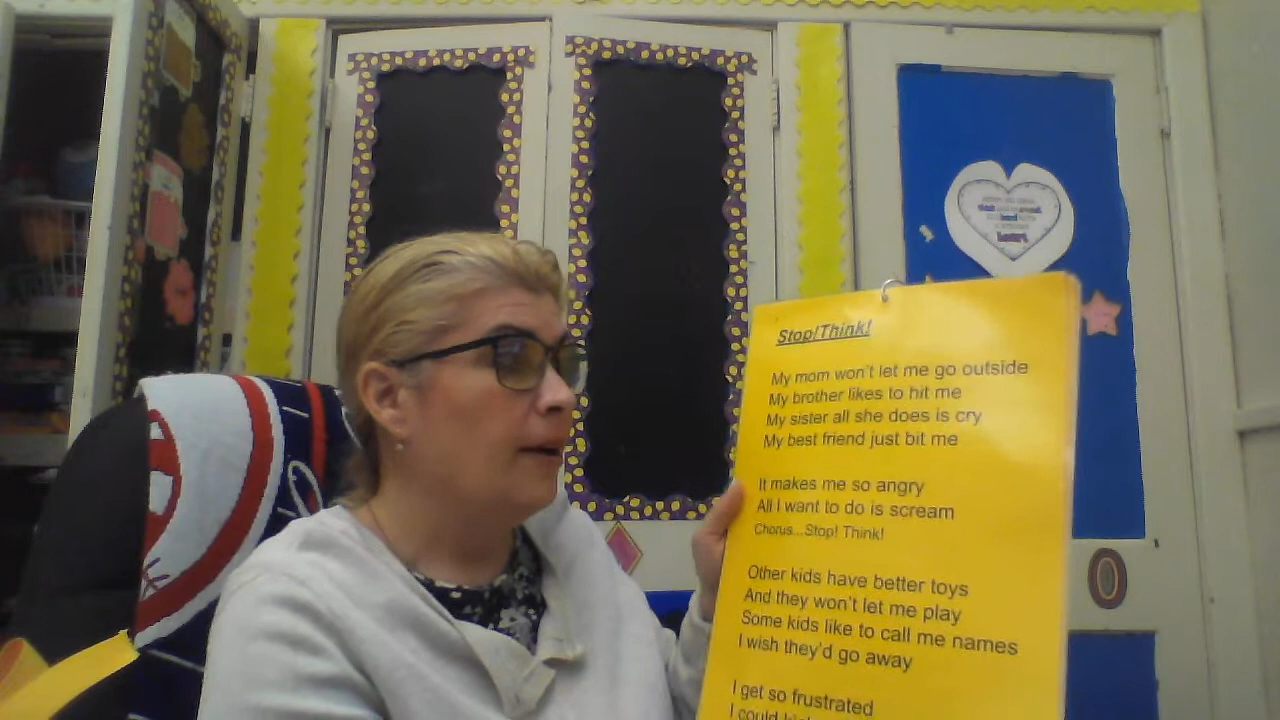 Stop!Think!
My mom won't let me go outside
My brother likes to hit me
My sister all she does is cry
My best friend just bit me
It makes me so angry
All I want to do is scream
Chorus...Stop! Think!
Other kids have better toys
And they won't let me play
Some kids like to call me names
I wish they'd go away
I get so frustrated
I could